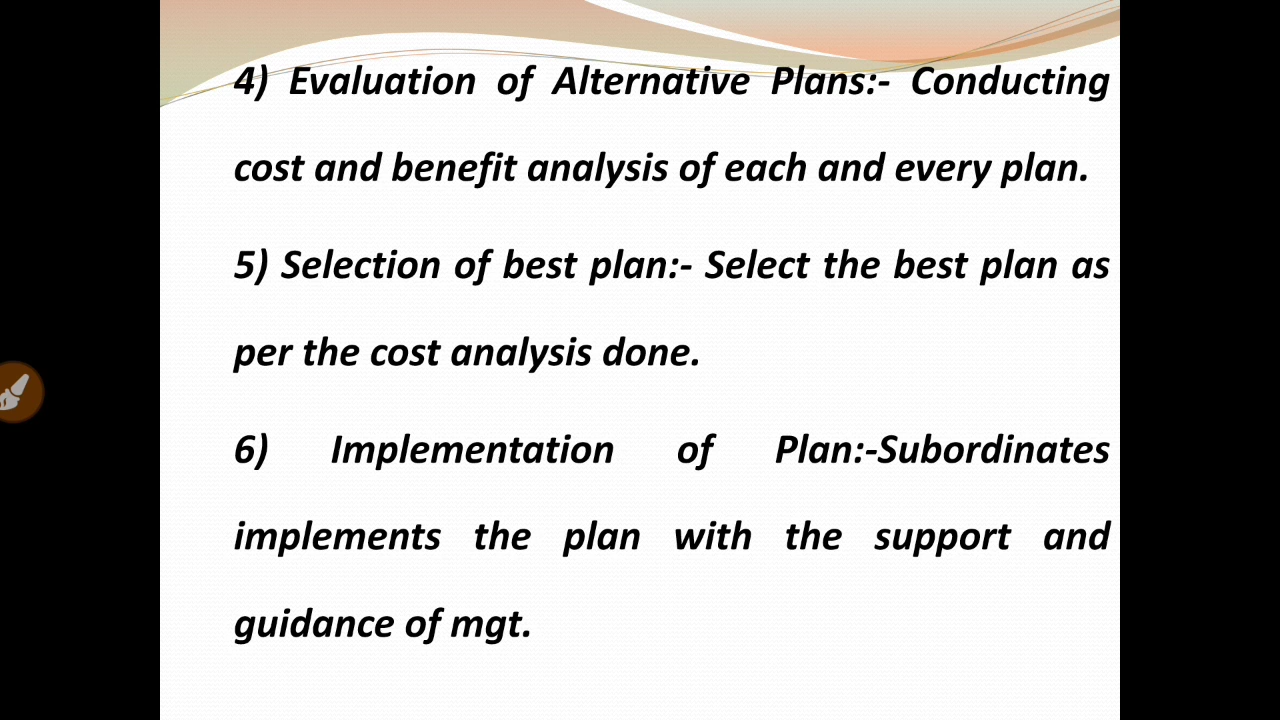 4) Evaluation of Alternative Plans:- Conducting
cost and benefit analysis of each and every plan.
5) Selection of best plan:- Select the best plan as
per the cost analysis done.
6) Implementation of Plan:-Subordinates
implements the plan with the support and
guidance of mgt.